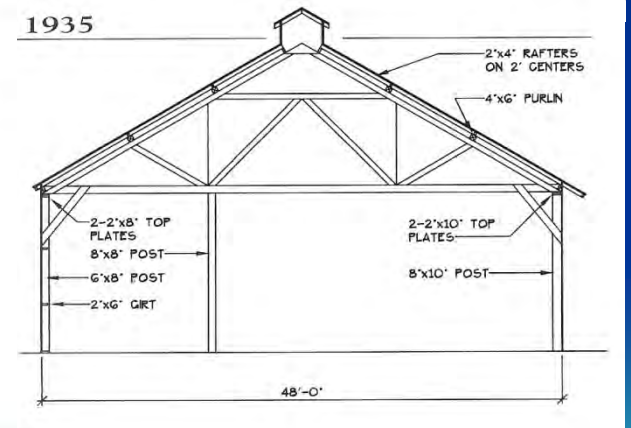 1935
2"x4" RAFTERS
ON 2' CENTERS
4"x6" PURLIN
2-2"x8" TOP
PLATES
8"x8" POST
6"x8" POST
2"x6" GIRT
2-2"x10" TOP
PLATES
8"x10" POST
48'-0"